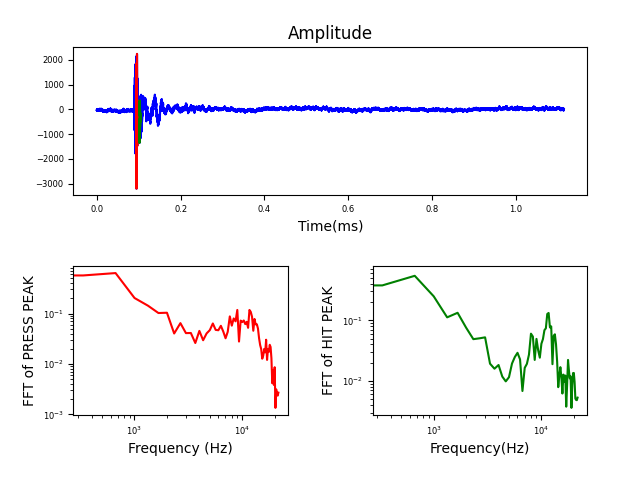 Amplitude
2000
1000
0
−1000
−2000
−3000
0.0 0.2 0.4 0.6 0.8 1.0
Time(ms)
FFT of PRESS PEAK
10⁻¹
10⁻²
10⁻³
10³ 10⁴
Frequency (Hz)
FFT of HIT PEAK
10⁻¹
10⁻²
10³ 10⁴
Frequency(Hz)